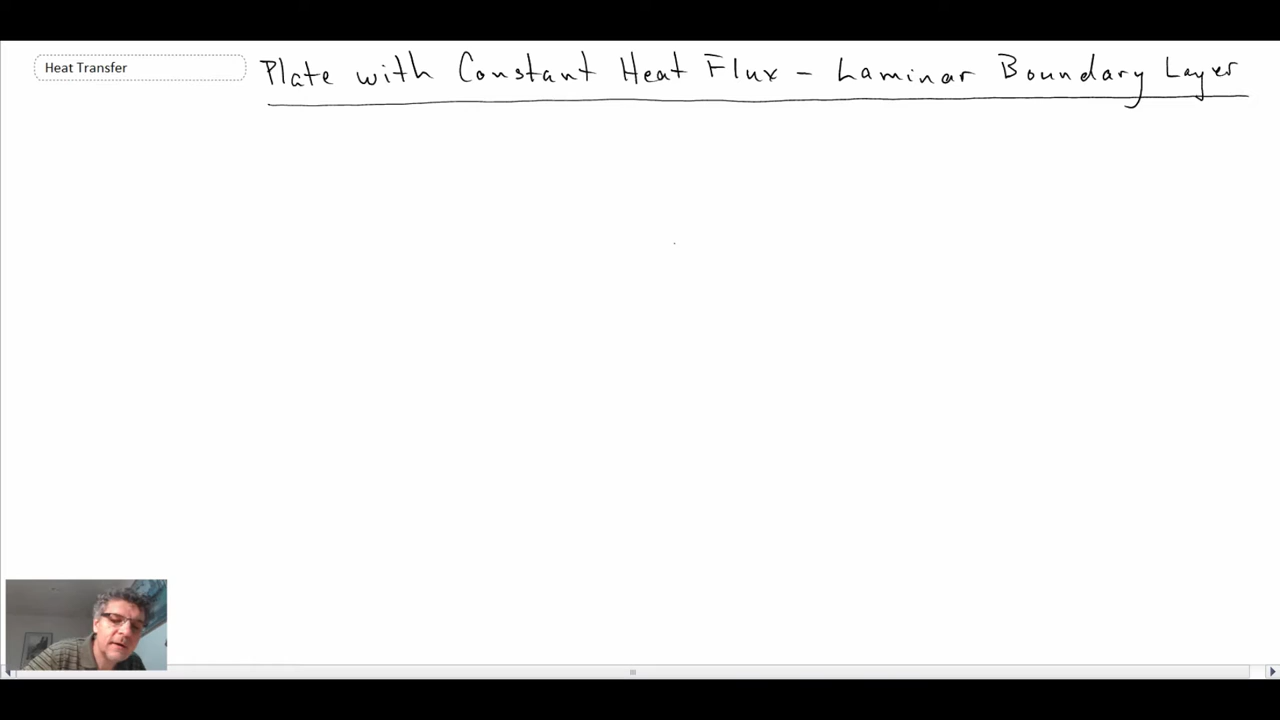 Heat Transfer
Plate with Constant Heat Flux - Laminar Boundary Layer